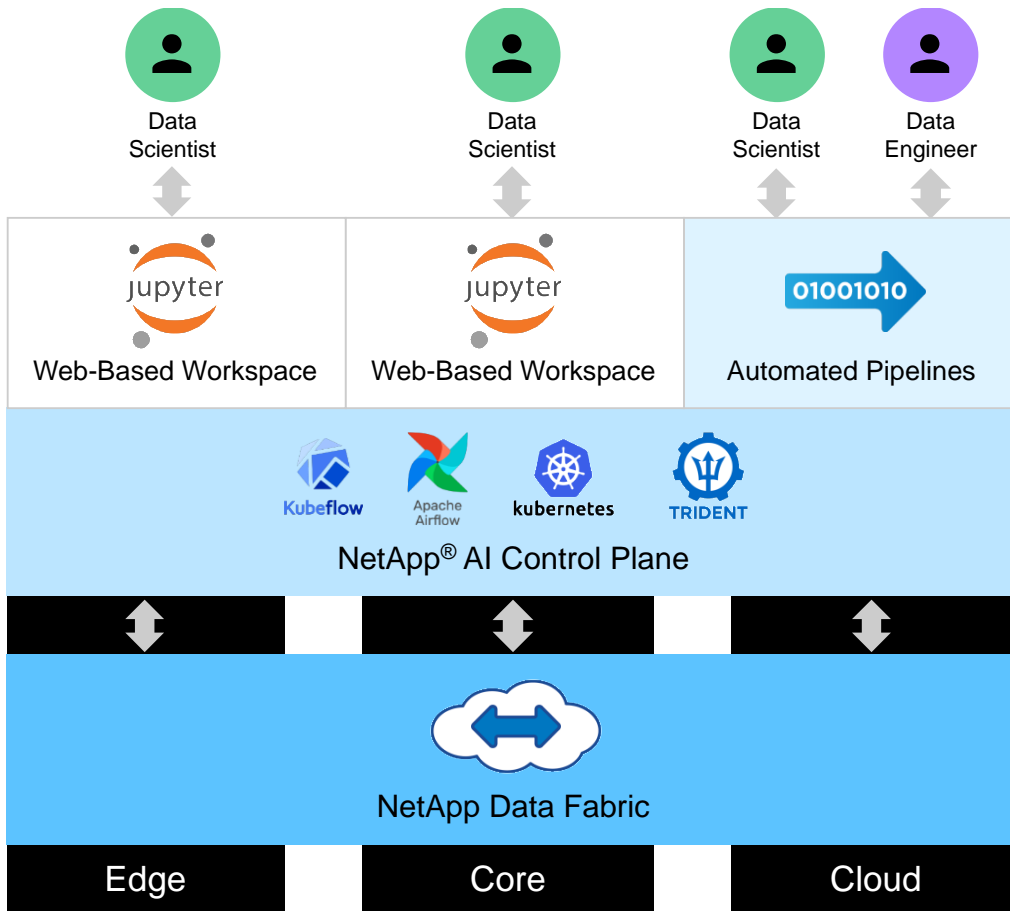 Data
Scientist
Data
Scientist
Data
Scientist
Data
Engineer
jupyter
Web-Based Workspace
jupyter
Web-Based Workspace
01001010
Automated Pipelines
Kubeflow
Apache
Airflow
kubernetes
TRIDENT
NetApp® AI Control Plane
NetApp Data Fabric
Edge
Core
Cloud